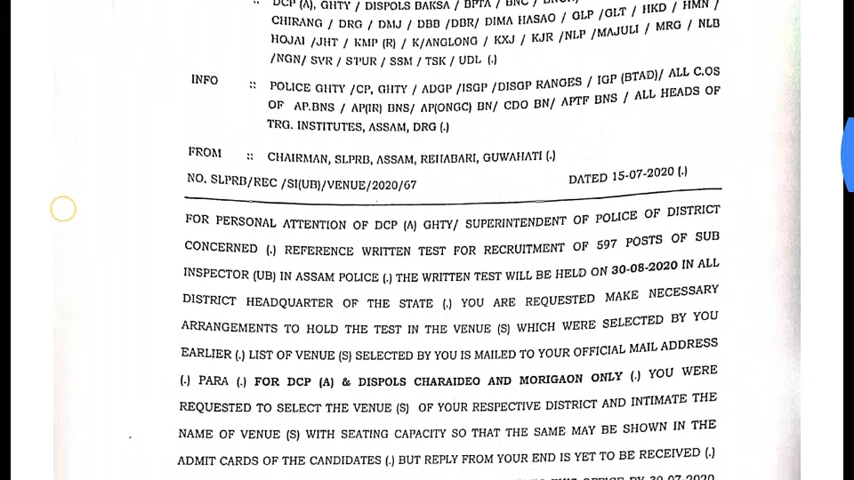 :: DCP (A), GHTY / DISPOLS BAKSA / BPTA / BNC /
CHIRANG / DRG / DMJ / DBB /DBR/ DIMA HASAO / GLP /GLT / HKD / HMN /
HOJAI /JHT / KMP (R) / K/ANGLONG / KXJ / KJR /NLP /MAJULI / MRG / NLB
/NGN/ SVR / STPUR / SSM / TSK / UDL (.)
INFO :: POLICE GHTY /CP, GHTY / ADGP /ISGP /DISGP RANGES / IGP (BTAD)/ ALL C.OS
OF AP.BNS / AP(IR) BNS/ AP(ONGC) BN/ CDO BN/ APTF BNS / ALL HEADS OF
TRG. INSTITUTES, ASSAM, DRG (.)
FROM :: CHAIRMAN, SLPRB, ASSAM, REHABARI, GUWAHATI (.)
NO. SLPRB/REC /SI(UB)/VENUE/2020/67 DATED 15-07-2020 (.)
FOR PERSONAL ATTENTION OF DCP (A) GHTY/ SUPERINTENDENT OF POLICE OF DISTRICT
CONCERNED (.) REFERENCE WRITTEN TEST FOR RECRUITMENT OF 597 POSTS OF SUB
INSPECTOR (UB) IN ASSAM POLICE (.) THE WRITTEN TEST WILL BE HELD ON 30-08-2020 IN ALL
DISTRICT HEADQUARTER OF THE STATE (.) YOU ARE REQUESTED MAKE NECESSARY
ARRANGEMENTS TO HOLD THE TEST IN THE VENUE (S) WHICH WERE SELECTED BY YOU
EARLIER (.) LIST OF VENUE (S) SELECTED BY YOU IS MAILED TO YOUR OFFICIAL MAIL ADDRESS
(.) PARA (.) FOR DCP (A) & DISPOLS CHARAIDEO AND MORIGAON ONLY (.) YOU WERE
REQUESTED TO SELECT THE VENUE (S) OF YOUR RESPECTIVE DISTRICT AND INTIMATE THE
NAME OF VENUE (S) WITH SEATING CAPACITY SO THAT THE SAME MAY BE SHOWN IN THE
ADMIT CARDS OF THE CANDIDATES (.) BUT REPLY FROM YOUR END IS YET TO BE RECEIVED (.)
THIS OFFICE BY 30-07-2020